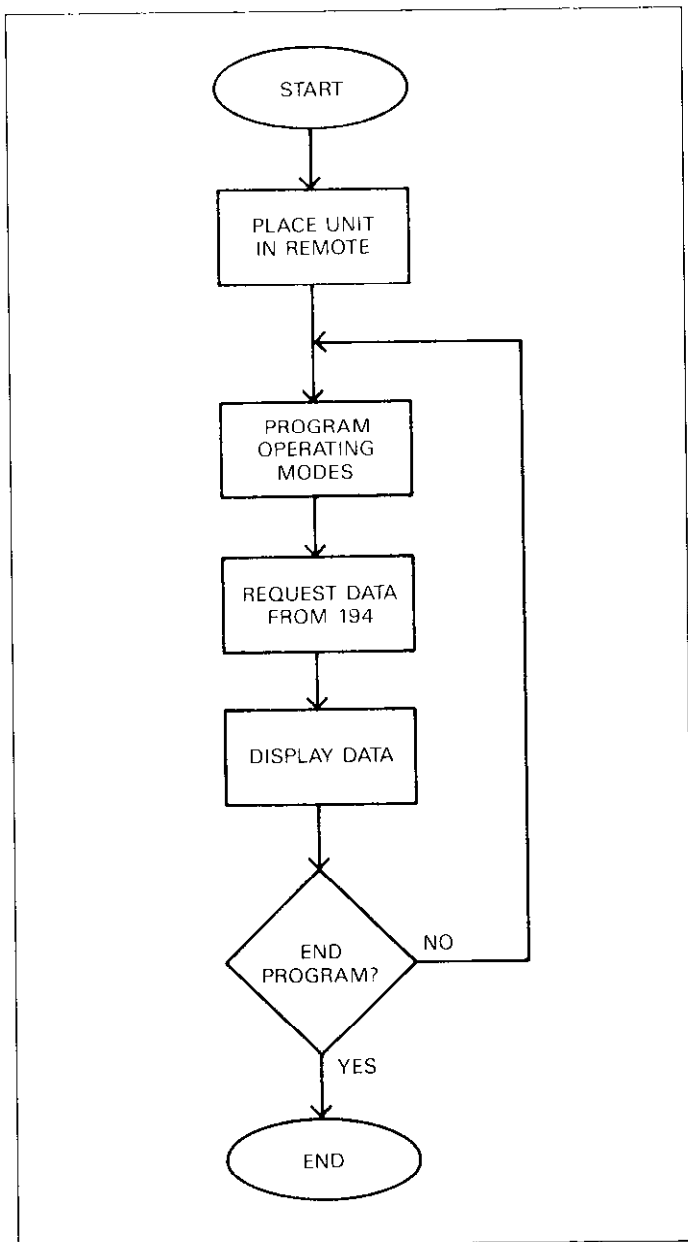 START
PLACE UNIT
IN REMOTE
PROGRAM
OPERATING
MODES
REQUEST DATA
FROM 194
DISPLAY DATA
END
PROGRAM?
NO
YES
END